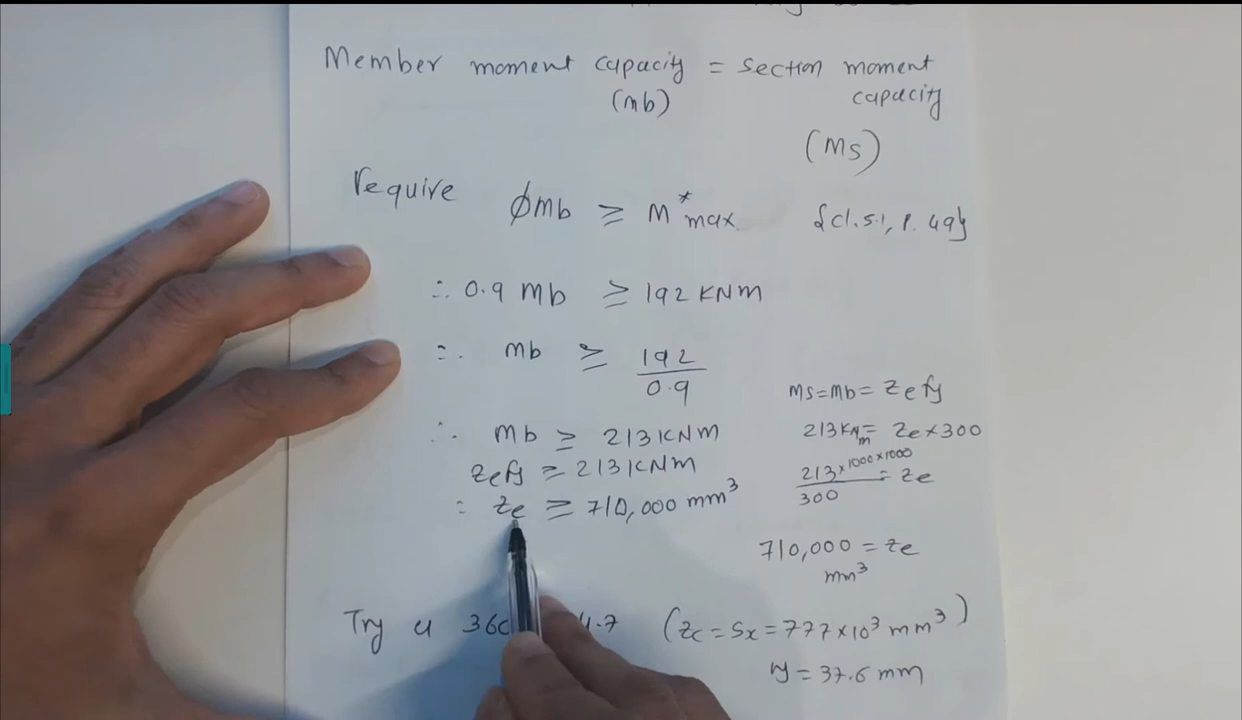 Member moment capacity = section moment
(mb) capacity
(Ms)
require ϕmb ≥ M*max. {cl. 5.1, P. 49}
∴ 0.9 mb ≥ 192 KNm
∴ mb ≥ 192
0.9
∴ mb ≥ 213 KNm
Zefy ≥ 213 KNm
: Ze ≥ 710,000 mm³
Ms = Mb = Zefy
213 KNm = Ze × 300
213 × 1000 × 1000 = Ze
300
710,000 = Ze
mm³
Try a 4.7 (Ze = Sx = 777 × 10³ mm³)
ry = 37.6 mm